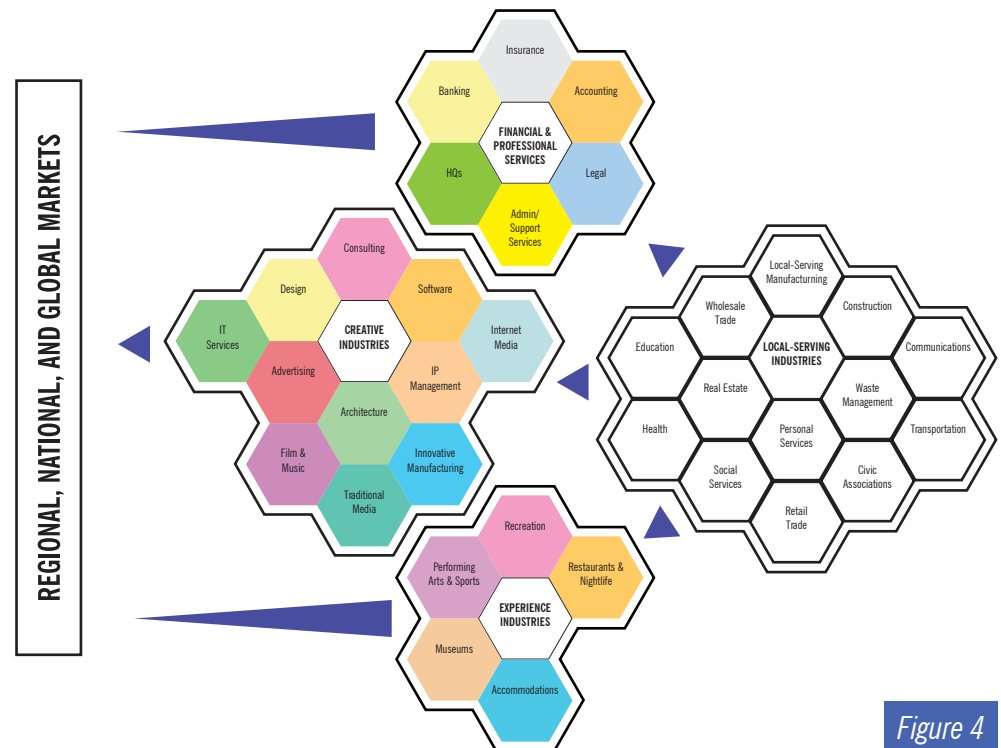 REGIONAL, NATIONAL, AND GLOBAL MARKETS
Insurance
Banking
Accounting
FINANCIAL &
PROFESSIONAL
SERVICES
HQs
Legal
Admin/
Support
Services
Consulting
Design
Software
IT
Services
CREATIVE
INDUSTRIES
Internet
Media
Advertising
IP
Management
Architecture
Film &
Music
Innovative
Manufacturing
Traditional
Media
Local-Serving
Manufacturning
Wholesale
Trade
Construction
Education
LOCAL-SERVING
INDUSTRIES
Communications
Real Estate
Waste
Management
Health
Personal
Services
Transportation
Social
Services
Civic
Associations
Retail
Trade
Recreation
Performing
Arts & Sports
Restaurants &
Nightlife
EXPERIENCE
INDUSTRIES
Museums
Accommodations
Figure 4